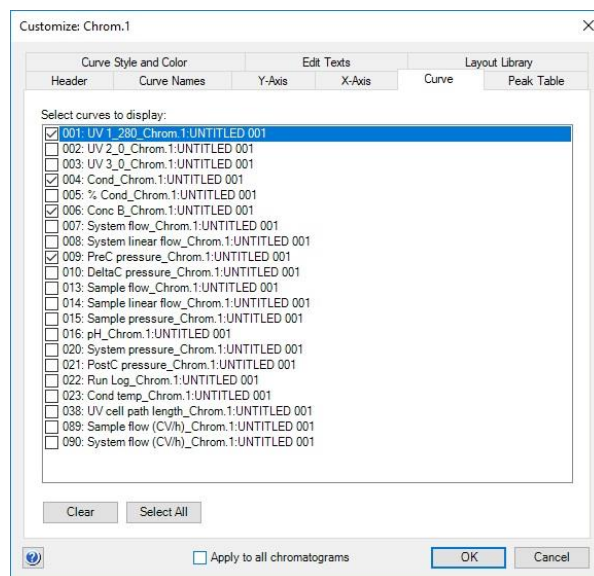 Customize: Chrom.1
Curve Style and Color Edit Texts Layout Library
Header Curve Names Y-Axis X-Axis Curve Peak Table
Select curves to display:
001: UV 1_280_Chrom.1:UNTITLED 001
002: UV 2_0_Chrom.1:UNTITLED 001
003: UV 3_0_Chrom.1:UNTITLED 001
004: Cond_Chrom.1:UNTITLED 001
005: % Cond_Chrom.1:UNTITLED 001
006: Conc B_Chrom.1:UNTITLED 001
007: System flow_Chrom.1:UNTITLED 001
008: System linear flow_Chrom.1:UNTITLED 001
009: PreC pressure_Chrom.1:UNTITLED 001
010: DeltaC pressure_Chrom.1:UNTITLED 001
013: Sample flow_Chrom.1:UNTITLED 001
014: Sample linear flow_Chrom.1:UNTITLED 001
015: Sample pressure_Chrom.1:UNTITLED 001
016: pH_Chrom.1:UNTITLED 001
020: System pressure_Chrom.1:UNTITLED 001
021: PostC pressure_Chrom.1:UNTITLED 001
022: Run Log_Chrom.1:UNTITLED 001
023: Cond temp_Chrom.1:UNTITLED 001
038: UV cell path length_Chrom.1:UNTITLED 001
089: Sample flow (CV/h)_Chrom.1:UNTITLED 001
090: System flow (CV/h)_Chrom.1:UNTITLED 001
Clear Select All
? Apply to all chromatograms OK Cancel